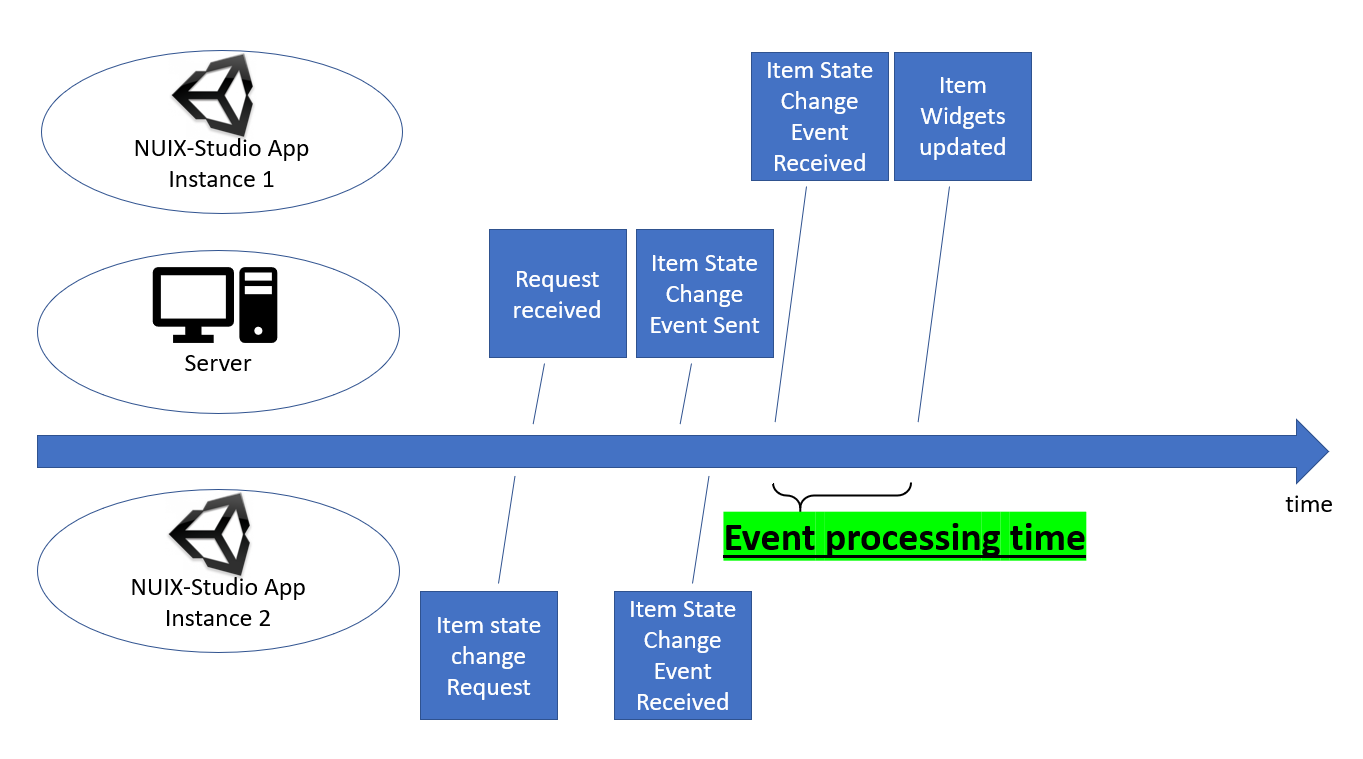 NUIX-Studio App
Instance 1
Item State
Change
Event
Received
Item
Widgets
updated
Server
Request
received
Item State
Change
Event Sent
time
NUIX-Studio App
Instance 2
Event processing time
Item state
change
Request
Item State
Change
Event
Received